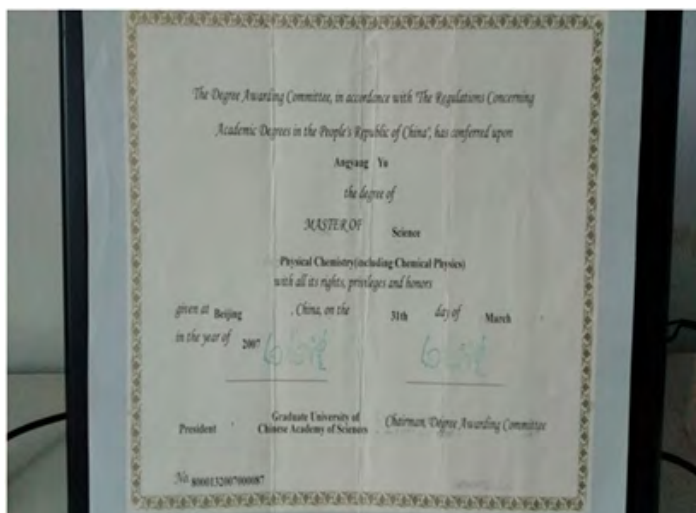 The Degree Awarding Committee, in accordance with "The Regulations Concerning
Academic Degrees in the People's Republic of China", has conferred upon
Angyang Yu
the degree of
MASTER OF Science
Physical Chemistry(including Chemical Physics)
with all its rights, privileges and honors
given at Beijing , China, on the 31th day of March
in the year of 2007
President Graduate University of Chinese Academy of Sciences Chairman, Degree Awarding Committee
No. 8000132007000087